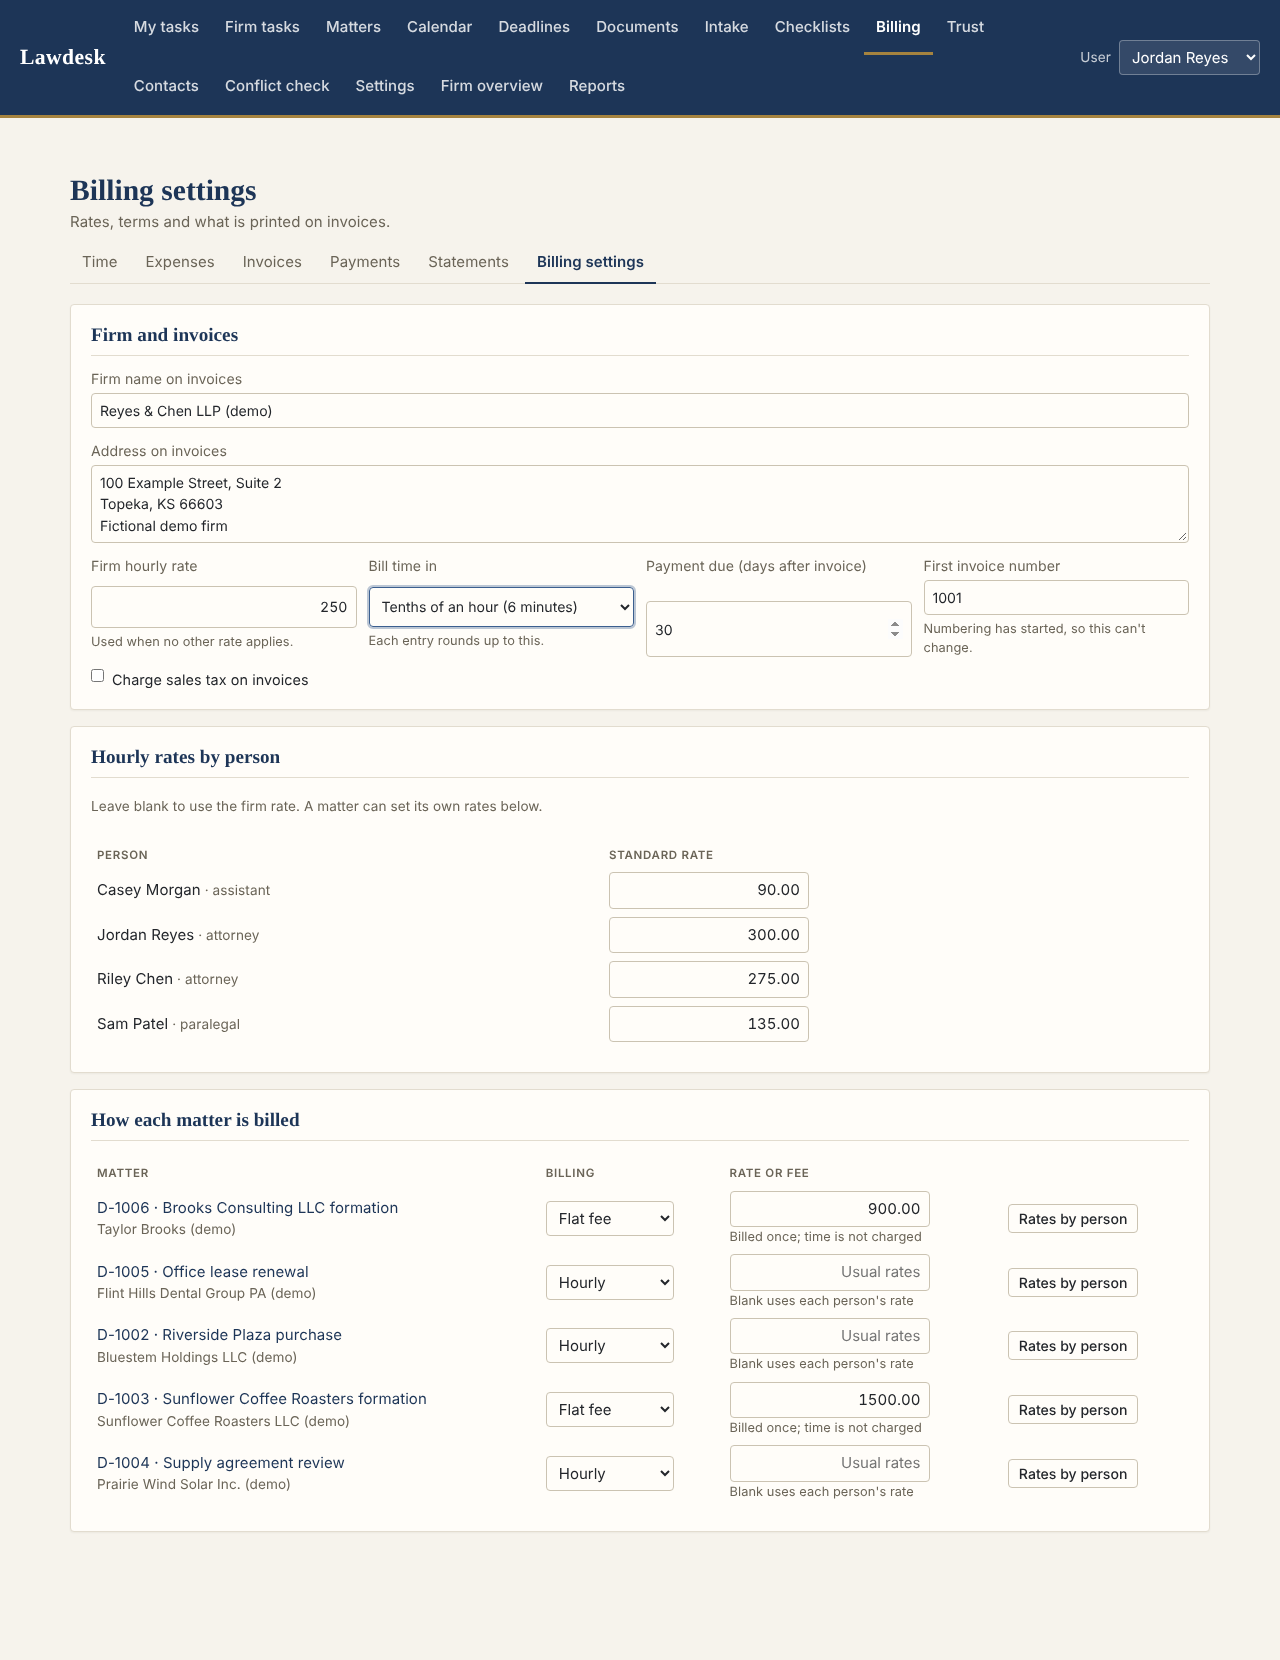 Lawdesk
My tasks Firm tasks Matters Calendar Deadlines Documents Intake Checklists Billing Trust
Contacts Conflict check Settings Firm overview Reports
User Jordan Reyes
Billing settings
Rates, terms and what is printed on invoices.
Time Expenses Invoices Payments Statements Billing settings
Firm and invoices
Firm name on invoices
Reyes & Chen LLP (demo)
Address on invoices
100 Example Street, Suite 2
Topeka, KS 66603
Fictional demo firm
Firm hourly rate
250
Used when no other rate applies.
Bill time in
Tenths of an hour (6 minutes)
Each entry rounds up to this.
Payment due (days after invoice)
30
First invoice number
1001
Numbering has started, so this can't
change.
Charge sales tax on invoices
Hourly rates by person
Leave blank to use the firm rate. A matter can set its own rates below.
PERSON STANDARD RATE
Casey Morgan · assistant 90.00
Jordan Reyes · attorney 300.00
Riley Chen · attorney 275.00
Sam Patel · paralegal 135.00
How each matter is billed
MATTER BILLING RATE OR FEE
D-1006 · Brooks Consulting LLC formation
Taylor Brooks (demo)
Flat fee
900.00
Billed once; time is not charged
Rates by person
D-1005 · Office lease renewal
Flint Hills Dental Group PA (demo)
Hourly
Usual rates
Blank uses each person's rate
Rates by person
D-1002 · Riverside Plaza purchase
Bluestem Holdings LLC (demo)
Hourly
Usual rates
Blank uses each person's rate
Rates by person
D-1003 · Sunflower Coffee Roasters formation
Sunflower Coffee Roasters LLC (demo)
Flat fee
1500.00
Billed once; time is not charged
Rates by person
D-1004 · Supply agreement review
Prairie Wind Solar Inc. (demo)
Hourly
Usual rates
Blank uses each person's rate
Rates by person